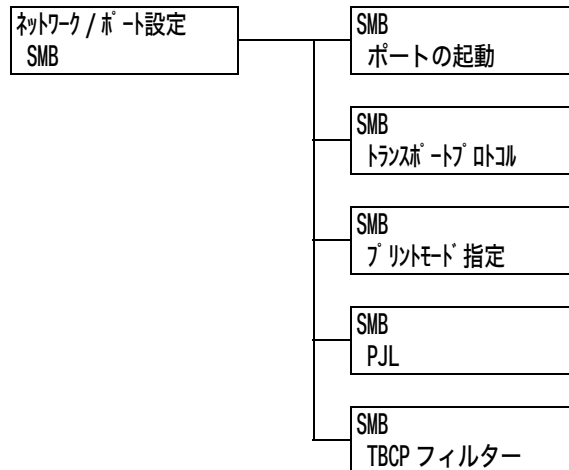 ﾈｯﾄﾜｰｸ / ﾎﾟｰﾄ設定
SMB
SMB
ポートの起動
SMB
ﾄﾗﾝｽﾎﾟｰﾄﾌﾟﾛﾄｺﾙ
SMB
ﾌﾟﾘﾝﾄﾓｰﾄﾞ指定
SMB
PJL
SMB
TBCP フィルター